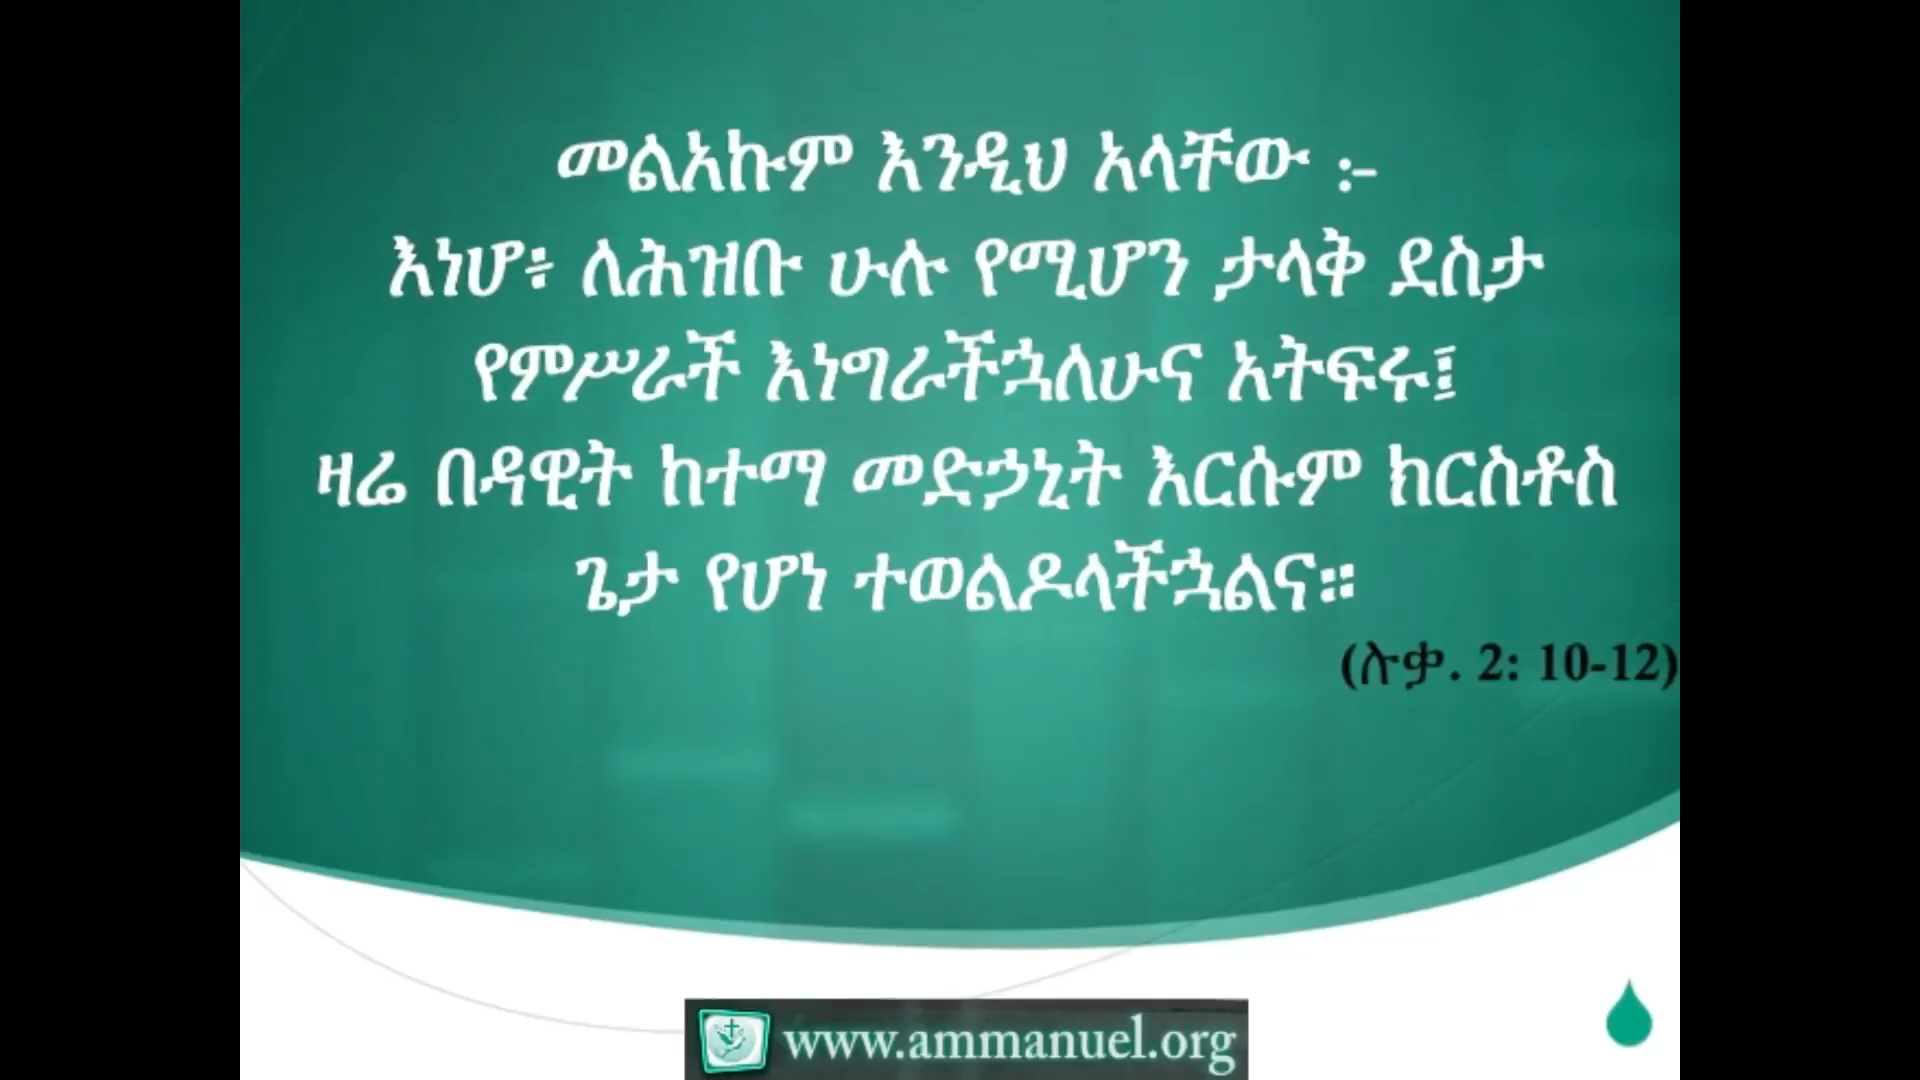 መልአኩም እንዲህ አላቸው ፦
እነሆ፥ ለሕዝቡ ሁሉ የሚሆን ታላቅ ደስታ
የምሥራች እነግራችኋለሁና አትፍሩ፤
ዛሬ በዳዊት ከተማ መድኃኒት እርሱም ክርስቶስ
ጌታ የሆነ ተወልዶላችኋልና።
(ሉቃ. 2: 10-12)
www.ammanuel.org